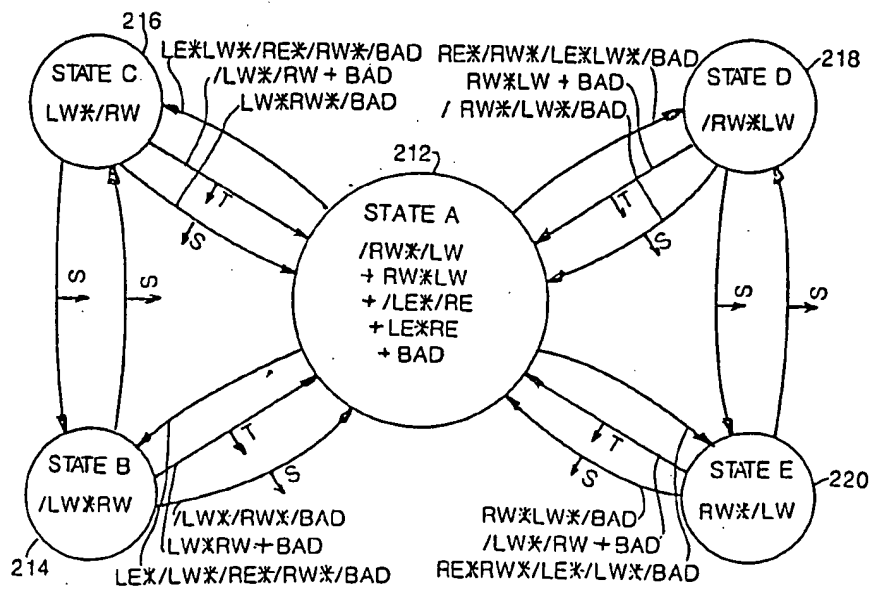 216
LE*LW*/RE*/RW*/BAD
/LW*/RW + BAD
LW*RW*/BAD
RE*/RW*/LE*LW*/BAD
RW*LW + BAD
/ RW*/LW*/BAD
218
STATE C
LW*/RW
STATE D
/RW*LW
212
T
S
T
S
STATE A
/RW*/LW
+ RW*LW
+ /LE*/RE
+ LE*RE
+ BAD
S
S
S
S
T
S
T
S
STATE B
/LW*RW
214
STATE E
RW*/LW
220
/LW*/RW*/BAD
LW*RW + BAD
LE*/LW*/RE*/RW*/BAD
RW*LW*/BAD
/LW*/RW + BAD
RE*RW*/LE*/LW*/BAD